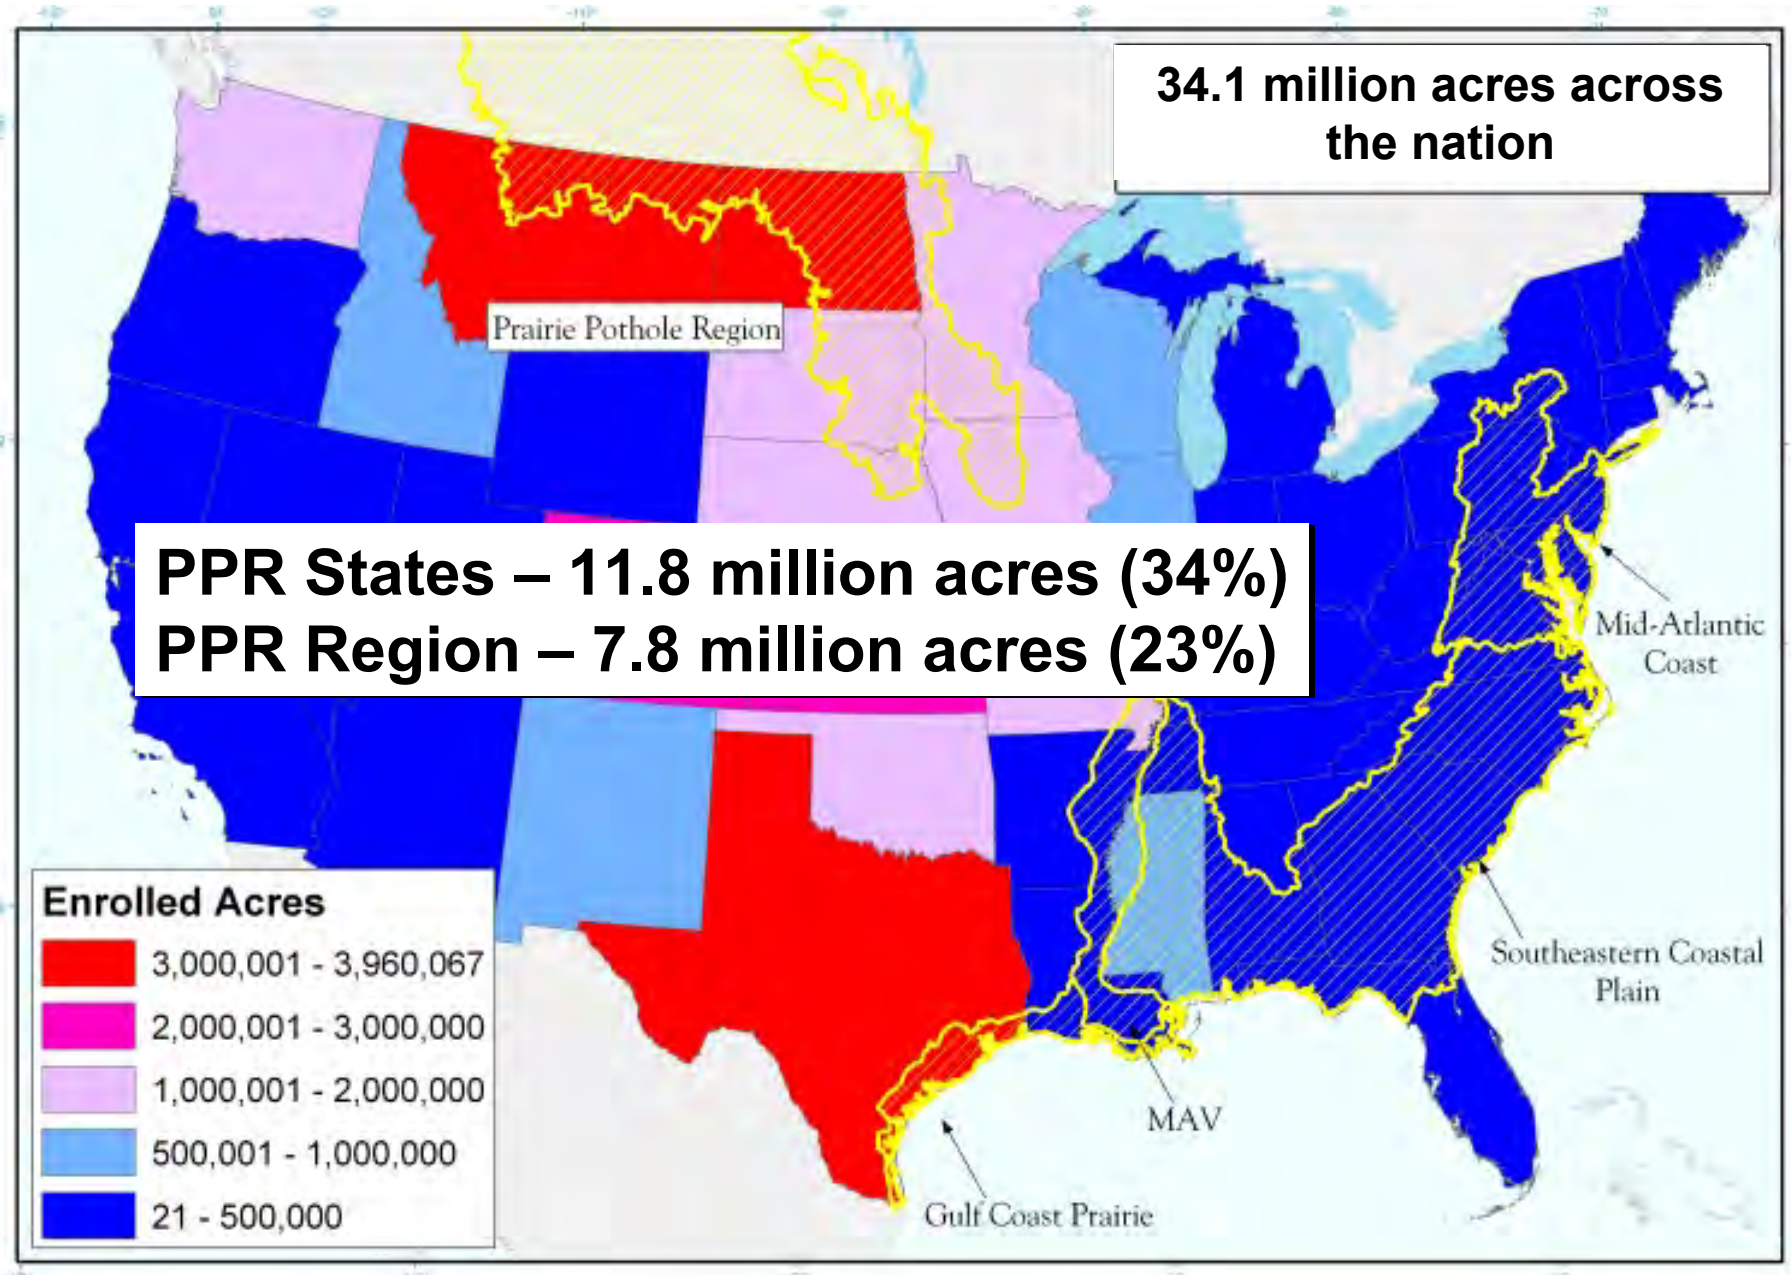 34.1 million acres across
the nation
Prairie Pothole Region
PPR States – 11.8 million acres (34%)
PPR Region – 7.8 million acres (23%)
Mid-Atlantic
Coast
Southeastern Coastal
Plain
MAV
Gulf Coast Prairie
Enrolled Acres
3,000,001 - 3,960,067
2,000,001 - 3,000,000
1,000,001 - 2,000,000
500,001 - 1,000,000
21 - 500,000